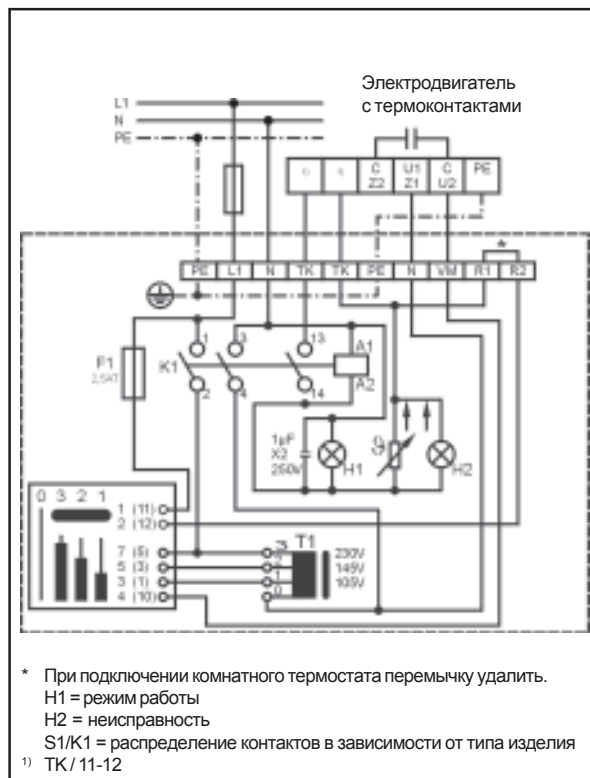 Электродвигатель
с термоконтактами
L1
N
PE
C U1 C PE
Z2 Z1 U2
*
PE L1 N TK TK PE N VM R1 R2
1 3 13 A1
F1 K1 A2
2,5AT
2 4 14
1µF
X2
250V
H1 ϑ H2
0 3 2 1
1 (11)
2 (12)
7 (5) T1 230V
5 (3) 145V
3 (1) 105V
4 (10) 0
* При подключении комнатного термостата перемычку удалить.
H1 = режим работы
H2 = неисправность
S1/K1 = распределение контактов в зависимости от типа изделия
1) TK / 11-12